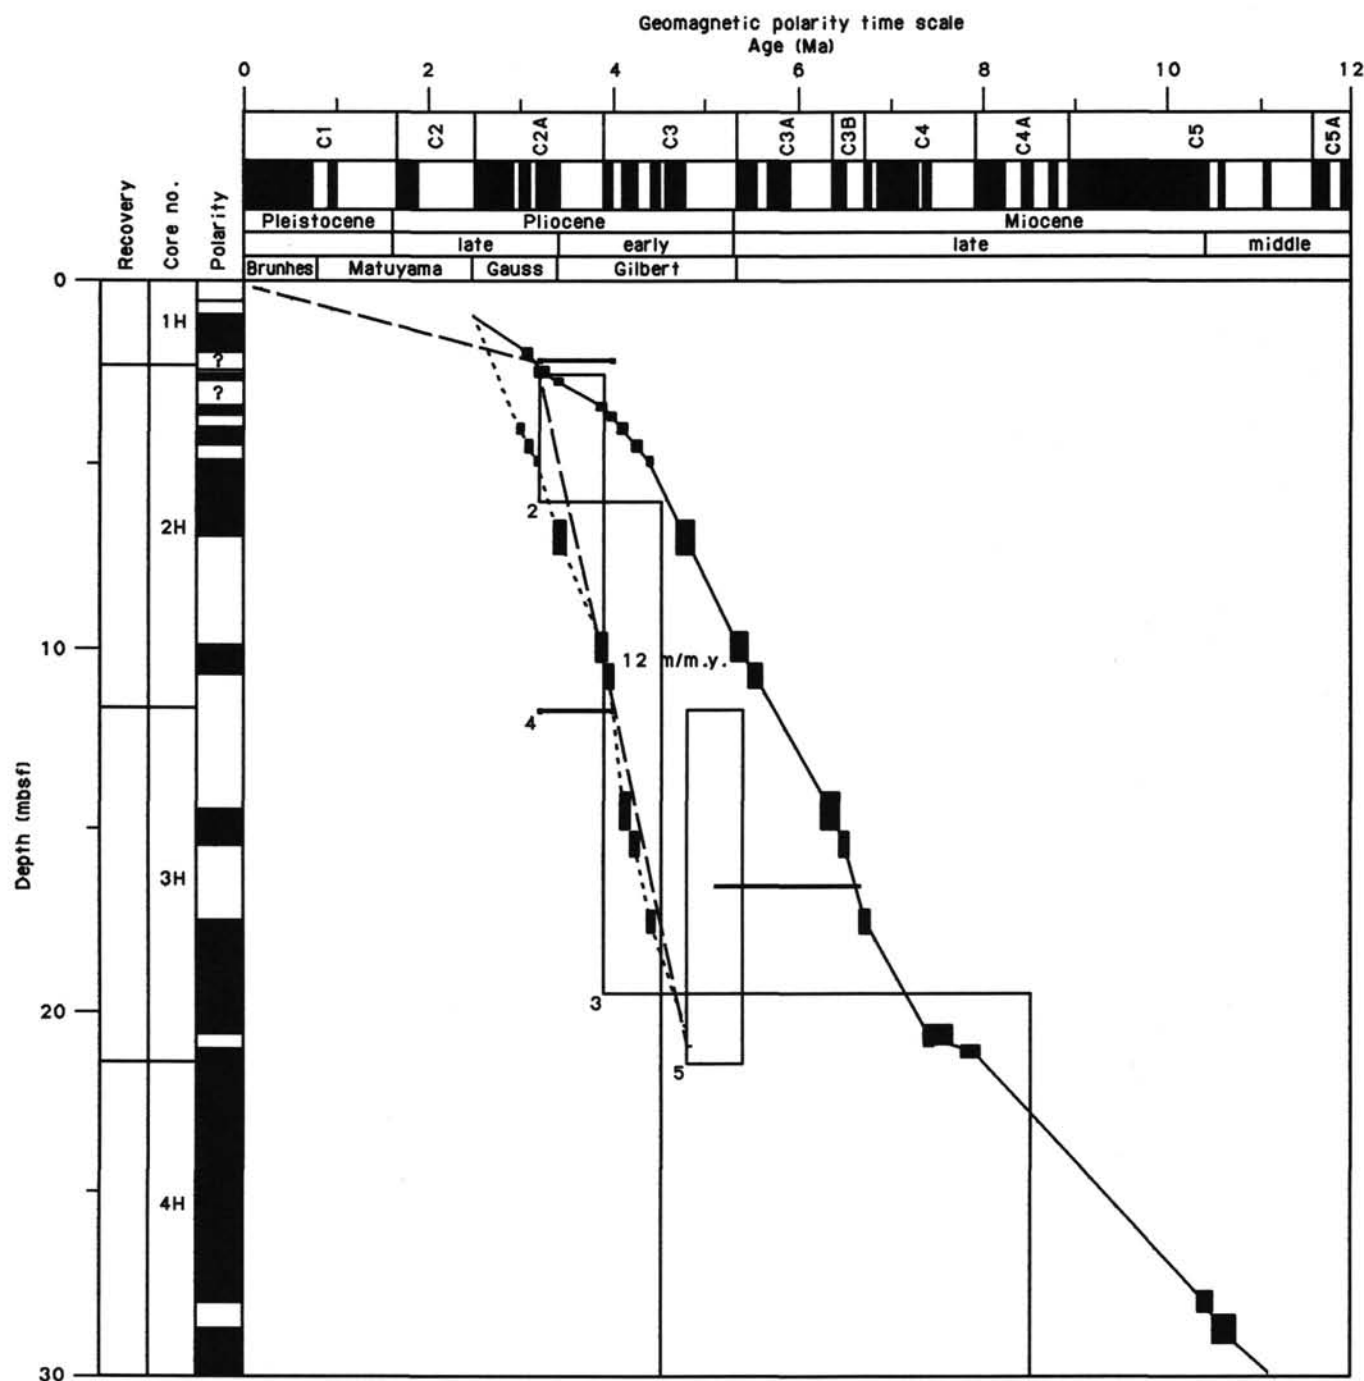 Geomagnetic polarity time scale
Age (Ma)
0 2 4 6 8 10 12
C1 C2 C2A C3 C3A C3B C4 C4A C5 C5A
Recovery Core no. Polarity
Pleistocene Pliocene Miocene
late early late middle
Brunhes Matuyama Gauss Gilbert
0
1H
?
?
2
2H
10
12 m/m.y.
4
Depth (mbsf)
3H
3
20
5
4H
30